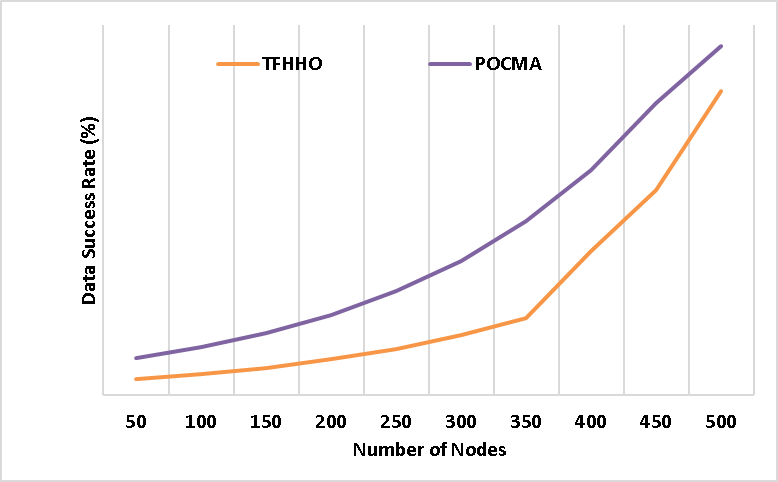 TFHHO POCMA
Data Success Rate (%)
50 100 150 200 250 300 350 400 450 500
Number of Nodes